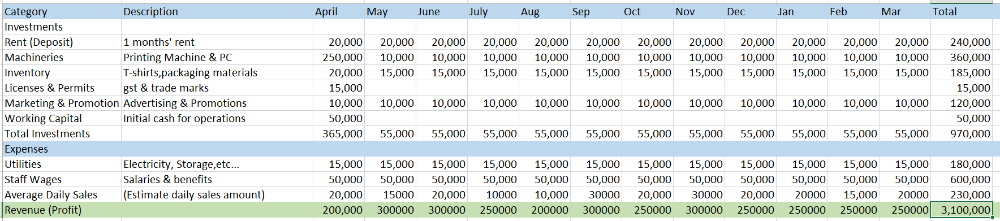 Category Description April May June July Aug Sep Oct Nov Dec Jan Feb Mar Total
Investments
Rent (Deposit) 1 months' rent 20,000 20,000 20,000 20,000 20,000 20,000 20,000 20,000 20,000 20,000 20,000 20,000 240,000
Machineries Printing Machine & PC 250,000 10,000 10,000 10,000 10,000 10,000 10,000 10,000 10,000 10,000 10,000 10,000 360,000
Inventory T-shirts,packaging materials 20,000 15,000 15,000 15,000 15,000 15,000 15,000 15,000 15,000 15,000 15,000 15,000 185,000
Licenses & Permits gst & trade marks 15,000 15,000
Marketing & Promotion Advertising & Promotions 10,000 10,000 10,000 10,000 10,000 10,000 10,000 10,000 10,000 10,000 10,000 10,000 120,000
Working Capital Initial cash for operations 50,000 50,000
Total Investments 365,000 55,000 55,000 55,000 55,000 55,000 55,000 55,000 55,000 55,000 55,000 55,000 970,000
Expenses
Utilities Electricity, Storage,etc... 15,000 15,000 15,000 15,000 15,000 15,000 15,000 15,000 15,000 15,000 15,000 15,000 180,000
Staff Wages Salaries & benefits 50,000 50,000 50,000 50,000 50,000 50,000 50,000 50,000 50,000 50,000 50,000 50,000 600,000
Average Daily Sales (Estimate daily sales amount) 20,000 15000 20,000 10000 10,000 30000 20,000 30000 20,000 20000 15,000 20000 230,000
Revenue (Profit) 200,000 300000 300000 250000 200000 300000 250000 300000 250000 250000 250000 250000 3,100,000